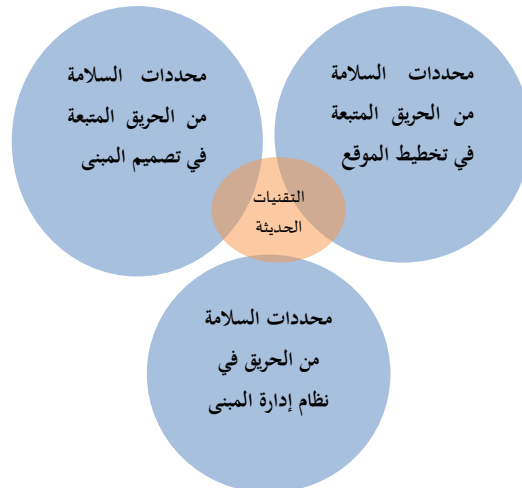 محددات السلامة
من الحريق المتبعة
في تخطيط الموقع
محددات السلامة
من الحريق المتبعة
في تصميم المبنى
التقنيات
الحديثة
محددات السلامة
من الحريق في
نظام إدارة المبنى